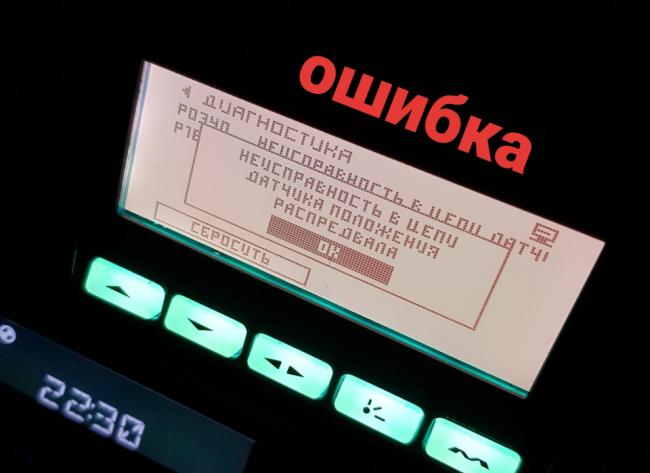 ошибка
ДИАГНОСТИКА
P0340 НЕИСПРАВНОСТЬ В ЦЕПИ ДАТЧ
НЕИСПРАВНОСТЬ В ЦЕПИ
ДАТЧИКА ПОЛОЖЕНИЯ
РАСПРЕДВАЛА
OK
СБРОСИТЬ
22:30